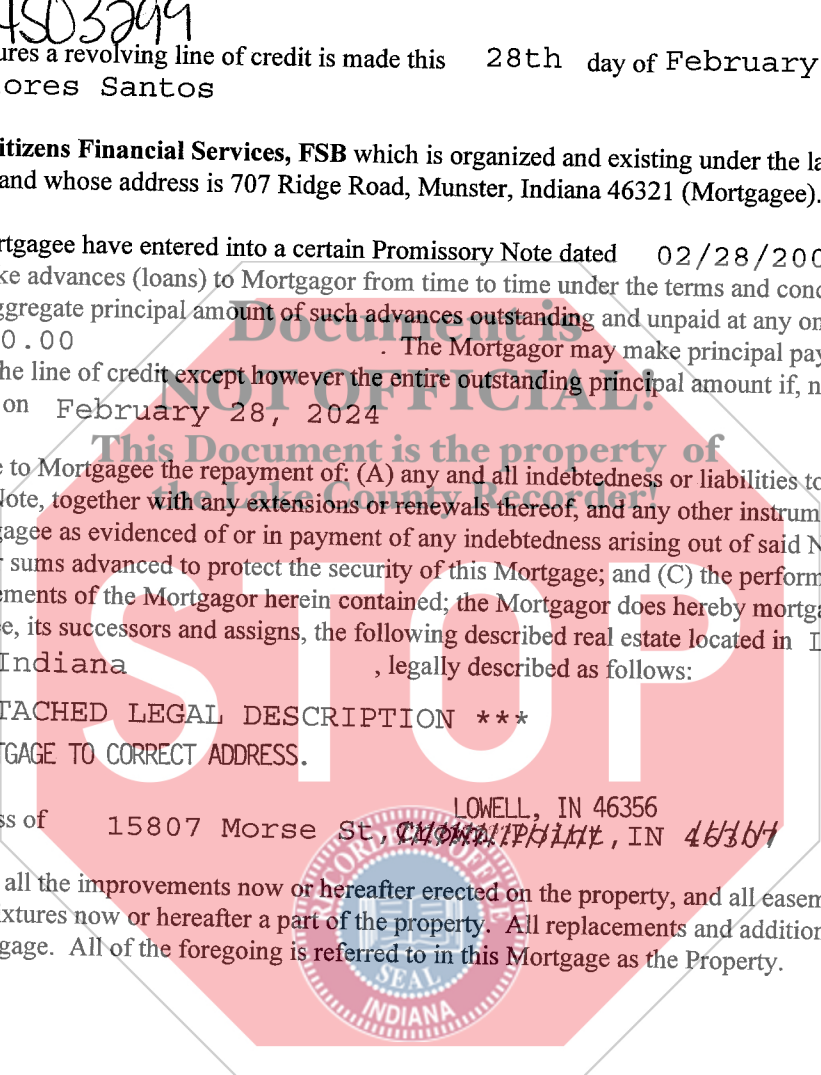 HSO3299
ures a revolving line of credit is made this 28th day of February
ores Santos
itizens Financial Services, FSB which is organized and existing under the la
and whose address is 707 Ridge Road, Munster, Indiana 46321 (Mortgagee).
rtgagee have entered into a certain Promissory Note dated 02/28/200
ke advances (loans) to Mortgagor from time to time under the terms and cond
ggregate principal amount of such advances outstanding and unpaid at any on
Document is
0.00 . The Mortgagor may make principal pay
he line of credit except however the entire outstanding principal amount if, n
NOT OFFICIAL!
on February 28, 2024
This Document is the property of
e to Mortgagee the repayment of: (A) any and all indebtedness or liabilities to
the Lake County Recorder!
Note, together with any extensions or renewals thereof, and any other instrum
gagee as evidenced of or in payment of any indebtedness arising out of said N
r sums advanced to protect the security of this Mortgage; and (C) the perform
ements of the Mortgagor herein contained; the Mortgagor does hereby mortga
e, its successors and assigns, the following described real estate located in L
Indiana , legally described as follows:
STOP
TACHED LEGAL DESCRIPTION ***
TGAGE TO CORRECT ADDRESS.
LOWELL, IN 46356
ss of 15807 Morse St, Crown Point, IN 46307
all the improvements now or hereafter erected on the property, and all easem
ixtures now or hereafter a part of the property. All replacements and addition
gage. All of the foregoing is referred to in this Mortgage as the Property.
RECORDER'S OFFICE
SEAL
INDIANA